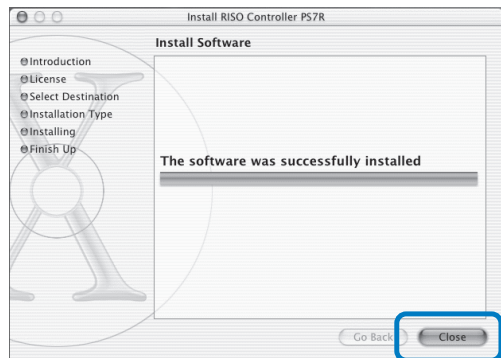 Install RISO Controller PS7R
Install Software
Introduction
License
Select Destination
Installation Type
Installing
Finish Up
The software was successfully installed
Go Back
Close